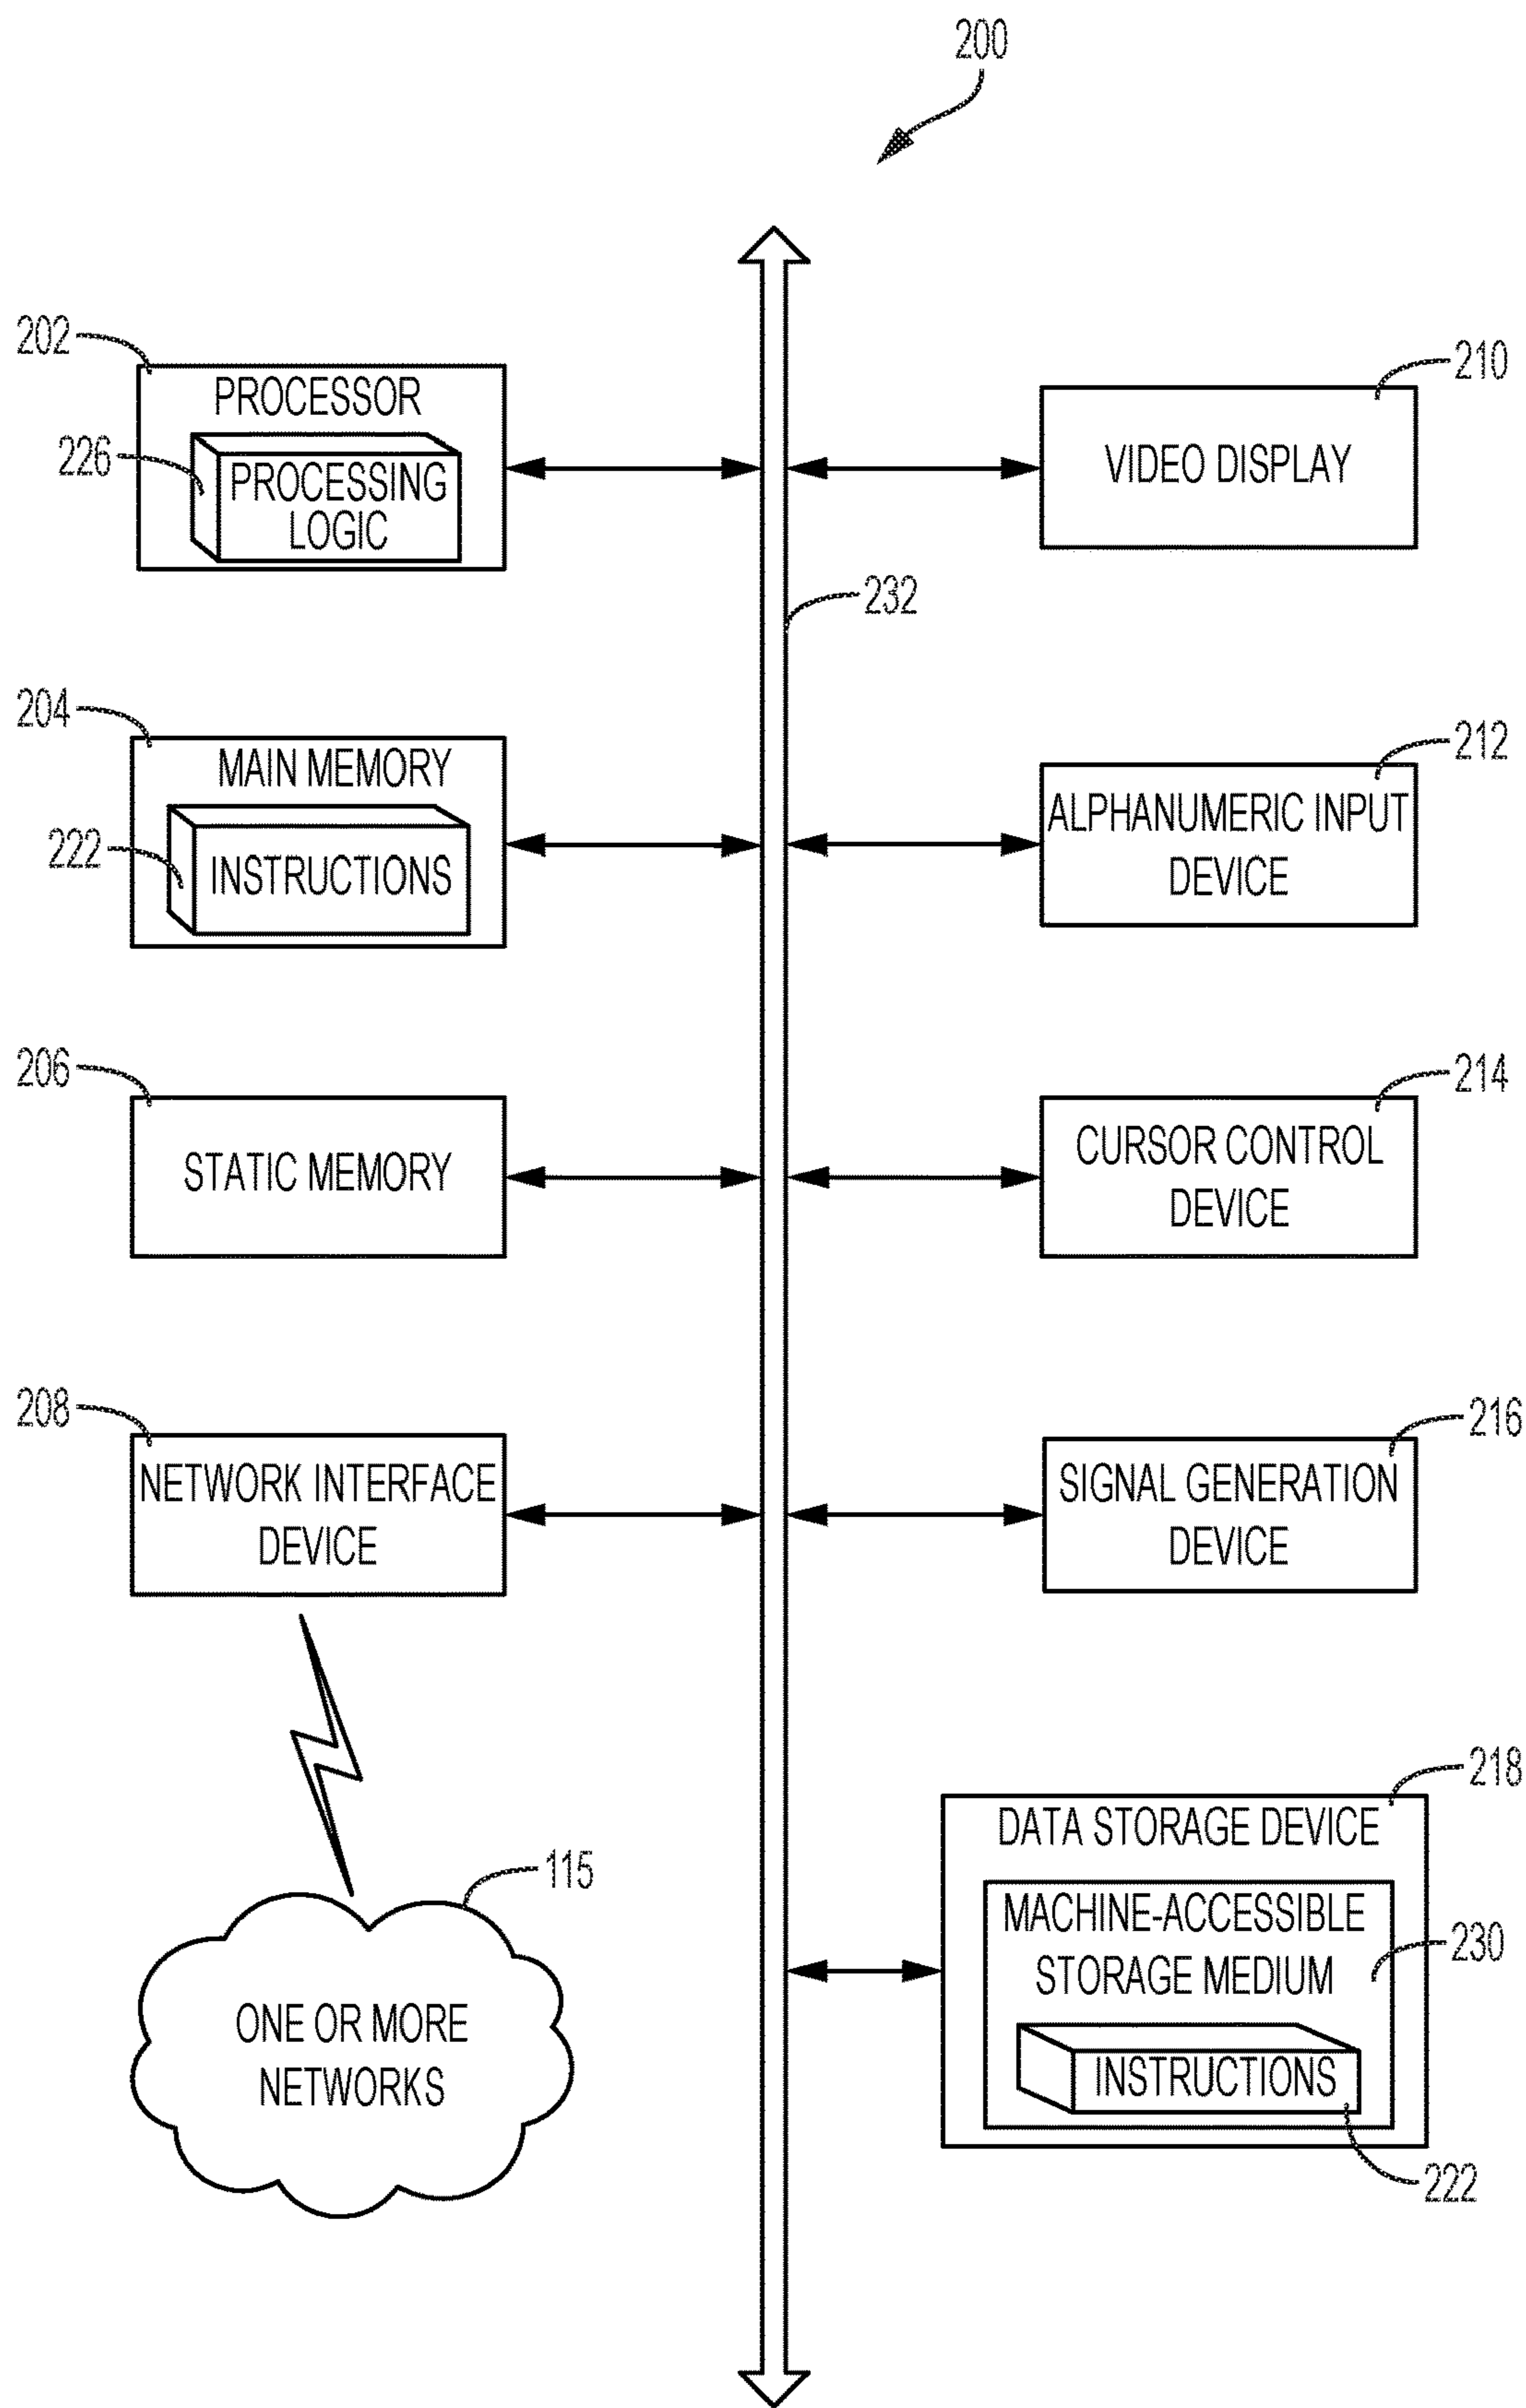 200
202
PROCESSOR
226
PROCESSING
LOGIC
210
VIDEO DISPLAY
232
204
MAIN MEMORY
222
INSTRUCTIONS
212
ALPHANUMERIC INPUT
DEVICE
206
STATIC MEMORY
214
CURSOR CONTROL
DEVICE
208
NETWORK INTERFACE
DEVICE
216
SIGNAL GENERATION
DEVICE
115
ONE OR MORE
NETWORKS
218
DATA STORAGE DEVICE
MACHINE-ACCESSIBLE
STORAGE MEDIUM
230
INSTRUCTIONS
222